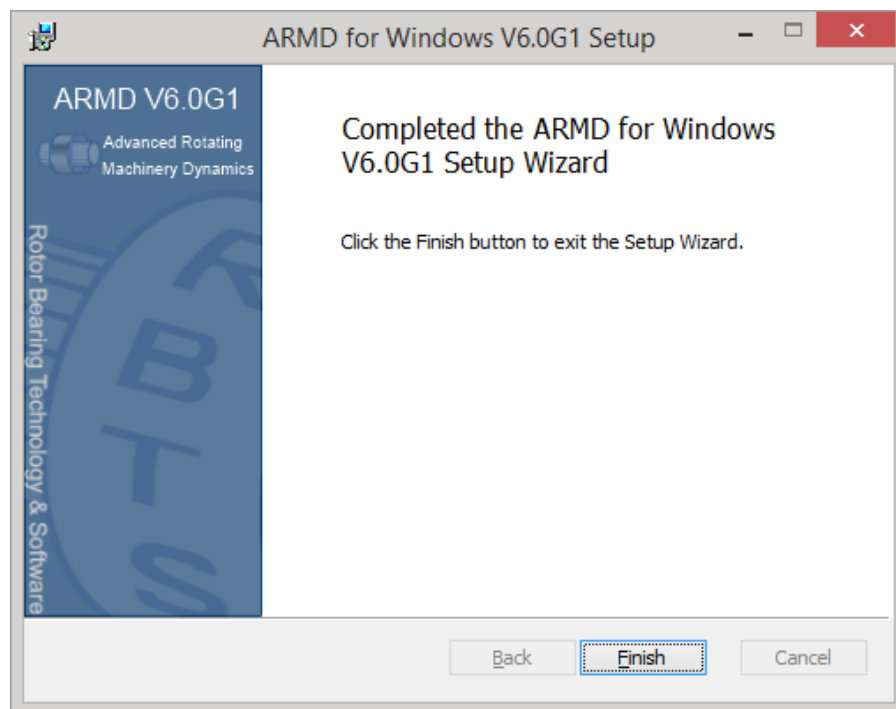 ARMD for Windows V6.0G1 Setup
ARMD V6.0G1
Advanced Rotating
Machinery Dynamics
Rotor Bearing Technology & Software
RBTS
Completed the ARMD for Windows
V6.0G1 Setup Wizard
Click the Finish button to exit the Setup Wizard.
Back
Finish
Cancel